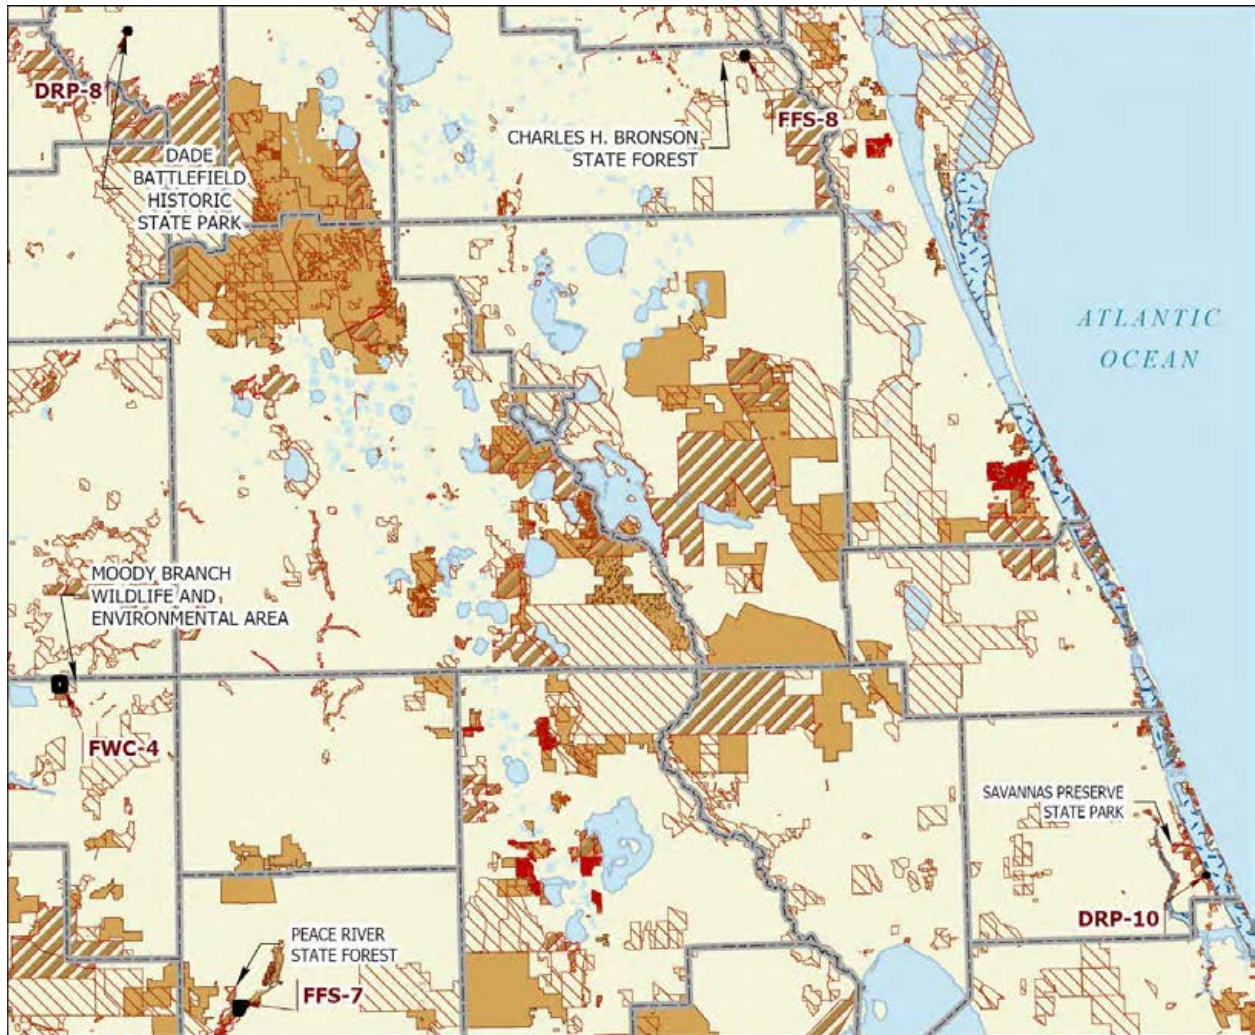 DRP-8
DADE
BATTLEFIELD
HISTORIC
STATE PARK
CHARLES H. BRONSON
STATE FOREST
FFS-8
ATLANTIC
OCEAN
MOODY BRANCH
WILDLIFE AND
ENVIRONMENTAL AREA
FWC-4
SAVANNAS PRESERVE
STATE PARK
DRP-10
PEACE RIVER
STATE FOREST
FFS-7